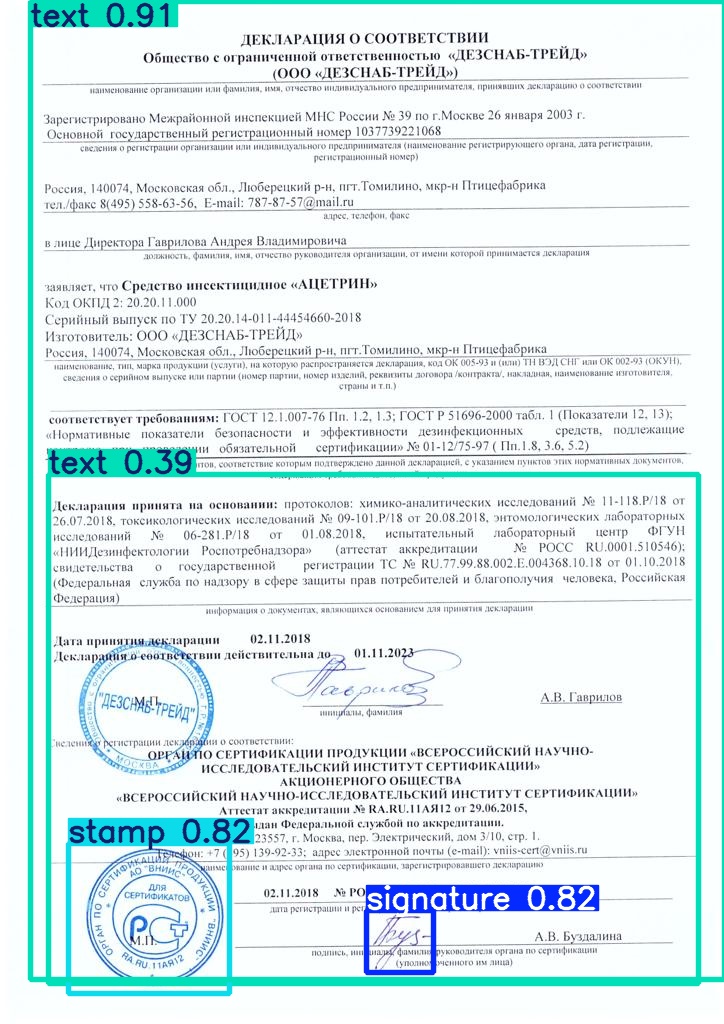 text 0.91
ДЕКЛАРАЦИЯ О СООТВЕТСТВИИ
Общество с ограниченной ответственностью «ДЕЗСНАБ-ТРЕЙД»
(ООО «ДЕЗСНАБ-ТРЕЙД»)
наименование организации или фамилия, имя, отчество индивидуального предпринимателя, принявших декларацию о соответствии
Зарегистрировано Межрайонной инспекцией МНС России № 39 по г.Москве 26 января 2003 г.
Основной государственный регистрационный номер 1037739221068
сведения о регистрации организации или индивидуального предпринимателя (наименование регистрирующего органа, дата регистрации,
регистрационный номер)
Россия, 140074, Московская обл., Люберецкий р-н, пгт.Томилино, мкр-н Птицефабрика
тел./факс 8(495) 558-63-56, E-mail: 787-87-57@mail.ru
адрес, телефон, факс
в лице Директора Гаврилова Андрея Владимировича
должность, фамилия, имя, отчество руководителя организации, от имени которой принимается декларация
заявляет, что Средство инсектицидное «АЦЕТРИН»
Код ОКПД 2: 20.20.11.000
Серийный выпуск по ТУ 20.20.14-011-44454660-2018
Изготовитель: ООО «ДЕЗСНАБ-ТРЕЙД»
Россия, 140074, Московская обл., Люберецкий р-н, пгт.Томилино, мкр-н Птицефабрика
наименование, тип, марка продукции (услуги), на которую распространяется декларация, код ОК 005-93 и (или) ТН ВЭД СНГ или ОК 002-93 (ОКУН),
сведения о серийном выпуске или партии (номер партии, номер изделий, реквизиты договора /контракта/, накладная, наименование изготовителя,
страны и т.п.)
соответствует требованиям: ГОСТ 12.1.007-76 Пп. 1.2, 1.3; ГОСТ Р 51696-2000 табл. 1 (Показатели 12, 13);
«Нормативные показатели безопасности и эффективности дезинфекционных средств, подлежащие
обязательной сертификации» № 01-12/75-97 ( Пп.1.8, 3.6, 5.2)
text 0.39
соответствие которым подтверждено данной декларацией, с указанием пунктов этих нормативных документов,
Декларация принята на основании: протоколов: химико-аналитических исследований № 11-118.Р/18 от
26.07.2018, токсикологических исследований № 09-101.Р/18 от 20.08.2018, энтомологических лабораторных
исследований № 06-281.Р/18 от 01.08.2018, испытательный лабораторный центр ФГУН
«НИИДезинфектологии Роспотребнадзора» (аттестат аккредитации № РОСС RU.0001.510546);
свидетельства о государственной регистрации ТС № RU.77.99.88.002.Е.004368.10.18 от 01.10.2018
(Федеральная служба по надзору в сфере защиты прав потребителей и благополучия человека, Российская
Федерация)
информация о документах, являющихся основанием для принятия декларации
Дата принятия декларации 02.11.2018
Декларация о соответствии действительна до 01.11.2023
М.П.
"ДЕЗСНАБ-ТРЕЙД"
МОСКВА
Гаврилов
А.В. Гаврилов
инициалы, фамилия
Сведения о регистрации декларации о соответствии:
ОРГАН ПО СЕРТИФИКАЦИИ ПРОДУКЦИИ «ВСЕРОССИЙСКИЙ НАУЧНО-
ИССЛЕДОВАТЕЛЬСКИЙ ИНСТИТУТ СЕРТИФИКАЦИИ»
АКЦИОНЕРНОГО ОБЩЕСТВА
«ВСЕРОССИЙСКИЙ НАУЧНО-ИССЛЕДОВАТЕЛЬСКИЙ ИНСТИТУТ СЕРТИФИКАЦИИ»
Аттестат аккредитации № RA.RU.11АЯ12 от 29.06.2015,
выдан Федеральной службой по аккредитации.
stamp 0.82
123557, г. Москва, пер. Электрический, дом 3/10, стр. 1.
Телефон: +7 (495) 139-92-33; адрес электронной почты (e-mail): vniis-cert@vniis.ru
наименование и адрес органа по сертификации, зарегистрировавшего декларацию
ОРГАН ПО СЕРТИФИКАЦИИ ПРОДУКЦИИ "ВНИИС"
АО "ВНИИС"
ДЛЯ
СЕРТИФИКАТОВ
RA.RU.11АЯ12
М.П.
02.11.2018 № РО
signature 0.82
дата регистрации и
А.В. Буздалина
подпись, инициалы, фамилия руководителя органа по сертификации
(уполномоченного им лица)